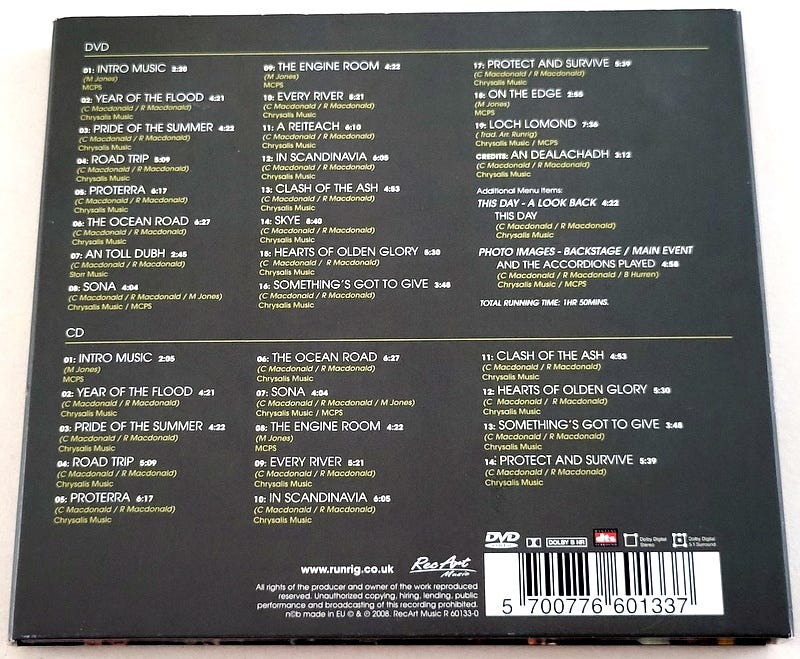 DVD
01: INTRO MUSIC 2:28
(M Jones)
MCPS
02: YEAR OF THE FLOOD 4:21
(C Macdonald / R Macdonald)
Chrysalis Music
03: PRIDE OF THE SUMMER 4:22
(C Macdonald / R Macdonald)
Chrysalis Music
04: ROAD TRIP 5:09
(C Macdonald / R Macdonald)
Chrysalis Music
05: PROTERRA 6:17
(C Macdonald / R Macdonald)
Chrysalis Music
06: THE OCEAN ROAD 6:27
(C Macdonald / R Macdonald)
Chrysalis Music
07: AN TOLL DUBH 2:45
(C Macdonald / R Macdonald)
Storr Music
08: SONA 4:04
(C Macdonald / R Macdonald / M Jones)
Chrysalis Music / MCPS
09: THE ENGINE ROOM 4:22
(M Jones)
MCPS
10: EVERY RIVER 5:21
(C Macdonald / R Macdonald)
Chrysalis Music
11: A REITEACH 6:10
(C Macdonald / R Macdonald)
Chrysalis Music
12: IN SCANDINAVIA 6:05
(C Macdonald / R Macdonald)
Chrysalis Music
13: CLASH OF THE ASH 4:53
(C Macdonald / R Macdonald)
Chrysalis Music
14: SKYE 8:40
(C Macdonald / R Macdonald)
Chrysalis Music
15: HEARTS OF OLDEN GLORY 5:30
(C Macdonald / R Macdonald)
Chrysalis Music
16: SOMETHING'S GOT TO GIVE 3:48
(C Macdonald / R Macdonald)
Chrysalis Music
17: PROTECT AND SURVIVE 5:39
(C Macdonald / R Macdonald)
Chrysalis Music
18: ON THE EDGE 2:55
(M Jones)
MCPS
19: LOCH LOMOND 7:56
( Trad. Arr. Runrig)
Chrysalis Music / MCPS
CREDITS: AN DEALACHADH 3:12
(C Macdonald / R Macdonald)
Chrysalis Music
Additional Menu Items:
THIS DAY - A LOOK BACK 4:22
THIS DAY
(C Macdonald / R Macdonald)
Chrysalis Music
PHOTO IMAGES - BACKSTAGE / MAIN EVENT
AND THE ACCORDIONS PLAYED 4:58
(C Macdonald / R Macdonald / B Hurren)
Chrysalis Music / MCPS
TOTAL RUNNING TIME: 1HR 50MINS.
CD
01: INTRO MUSIC 2:05
(M Jones)
MCPS
02: YEAR OF THE FLOOD 4:21
(C Macdonald / R Macdonald)
Chrysalis Music
03: PRIDE OF THE SUMMER 4:22
(C Macdonald / R Macdonald)
Chrysalis Music
04: ROAD TRIP 5:09
(C Macdonald / R Macdonald)
Chrysalis Music
05: PROTERRA 6:17
(C Macdonald / R Macdonald)
Chrysalis Music
06: THE OCEAN ROAD 6:27
(C Macdonald / R Macdonald)
Chrysalis Music
07: SONA 4:04
(C Macdonald / R Macdonald / M Jones)
Chrysalis Music / MCPS
08: THE ENGINE ROOM 4:22
(M Jones)
MCPS
09: EVERY RIVER 5:21
(C Macdonald / R Macdonald)
Chrysalis Music
10: IN SCANDINAVIA 6:05
(C Macdonald / R Macdonald)
Chrysalis Music
11: CLASH OF THE ASH 4:53
(C Macdonald / R Macdonald)
Chrysalis Music
12: HEARTS OF OLDEN GLORY 5:30
(C Macdonald / R Macdonald)
Chrysalis Music
13: SOMETHING'S GOT TO GIVE 3:48
(C Macdonald / R Macdonald)
Chrysalis Music
14: PROTECT AND SURVIVE 5:39
(C Macdonald / R Macdonald)
Chrysalis Music
www.runrig.co.uk
RecArt
Music
All rights of the producer and owner of the work reproduced
reserved. Unauthorized copying, hiring, lending, public
performance and broadcasting of this recording prohibited.
n©b made in EU © & ℗ 2008. RecArt Music R 60133-0
DVD
DOLBY B NR
dts
Dolby Digital
Stereo
Dolby Digital
5.1 Surround
5 700776 601337